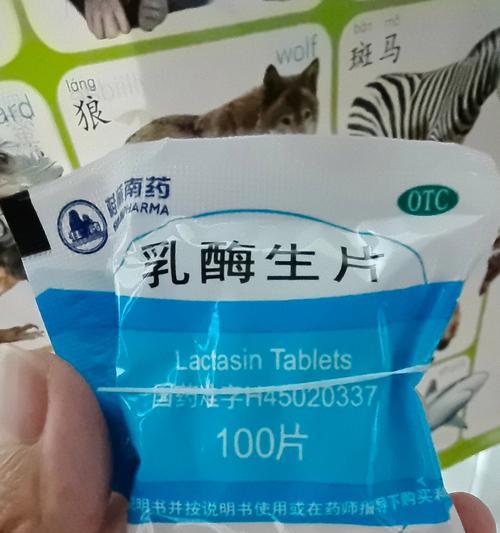 wolf
láng
狼
bān mǎ
斑马
南药
PHARMA
OTC
乳酶生片
Lactasin Tablets
国药准字H45020337
100片
明书并按说明书使用或在药师指导下购买和